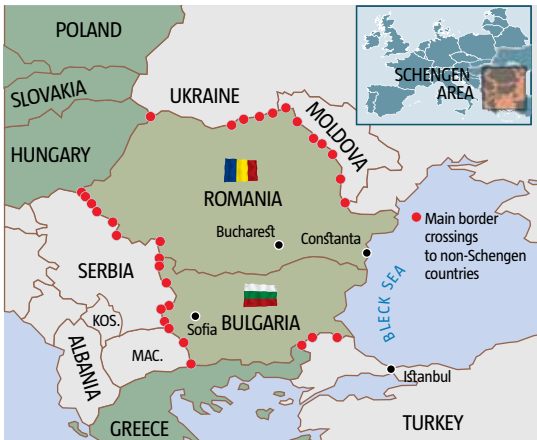 POLAND
SCHENGEN
AREA
SLOVAKIA
UKRAINE
MOLDOVA
HUNGARY
ROMANIA
Bucharest
Constanta
Main border
crossings
to non-Schengen
countries
SERBIA
BLECK SEA
KOS.
Sofia
BULGARIA
ALBANIA
MAC.
Istanbul
GREECE
TURKEY